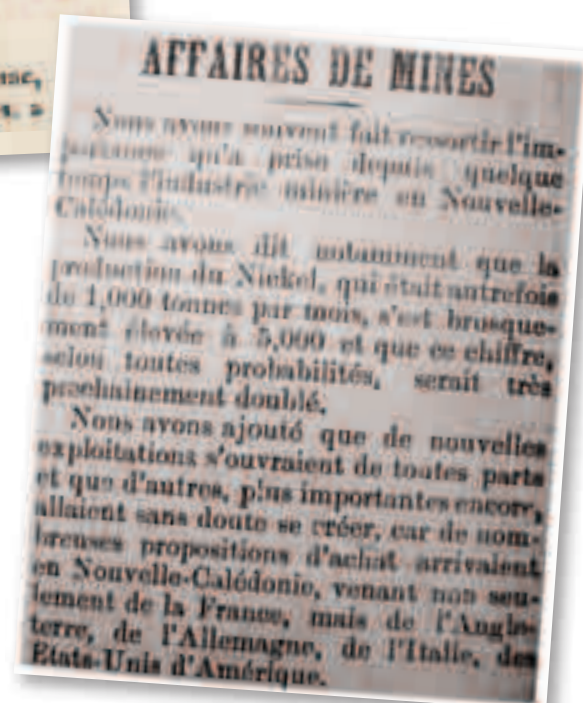 AFFAIRES DE MINES
Nous avons souvent fait ressortir l'im-
portance qu'a prise depuis quelque
temps l'industrie minière en Nouvelle-
Calédonie.
Nous avons dit notamment que la
production du Nickel, qui était autrefois
de 1,000 tonnes par mois, s'est brusque-
ment élevée à 5,000 et que ce chiffre,
selon toutes probabilités, serait très
prochainement doublé.
Nous avons ajouté que de nouvelles
exploitations s'ouvraient de toutes parts
et que d'autres, plus importantes encore,
allaient sans doute se créer, car de nom-
breuses propositions d'achat arrivaient
en Nouvelle-Calédonie, venant non seu-
lement de la France, mais de l'Angle-
terre, de l'Allemagne, de l'Italie, des
Etats-Unis d'Amérique.